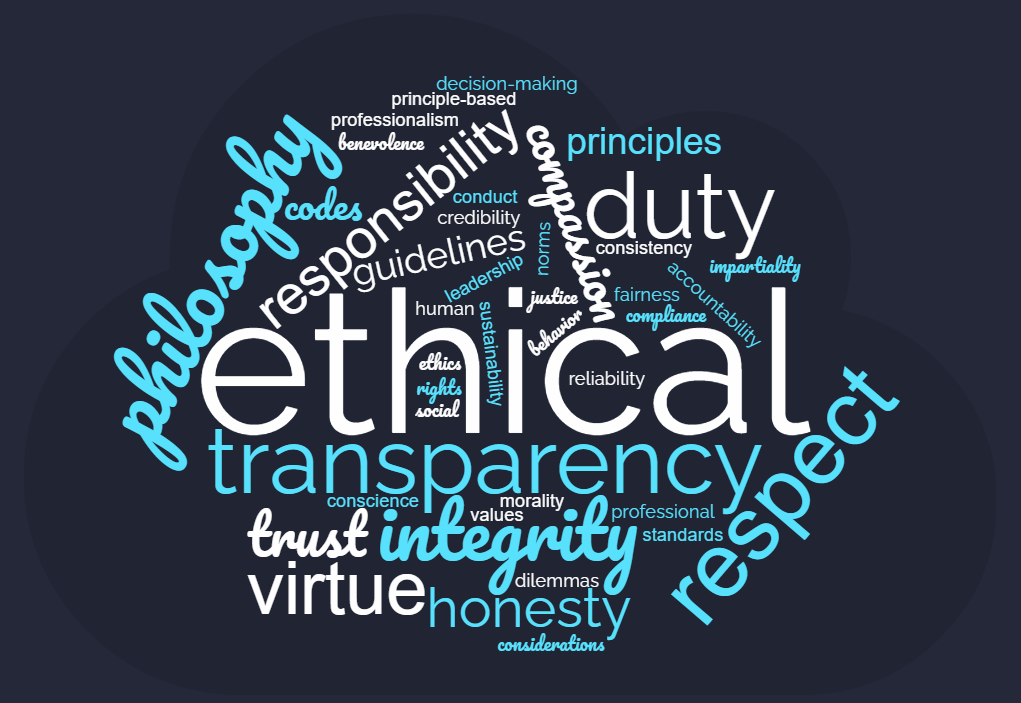 decision-making
principle-based
professionalism
benevolence
philosophy
responsibility
compassion
principles
codes
conduct
duty
credibility
guidelines
norms
consistency
leadership
impartiality
accountability
human
sustainability
justice
fairness
compliance
behavior
ethical
ethics
rights
social
reliability
respect
transparency
conscience
morality
values
professional
trust
integrity
standards
virtue
dilemmas
honesty
considerations